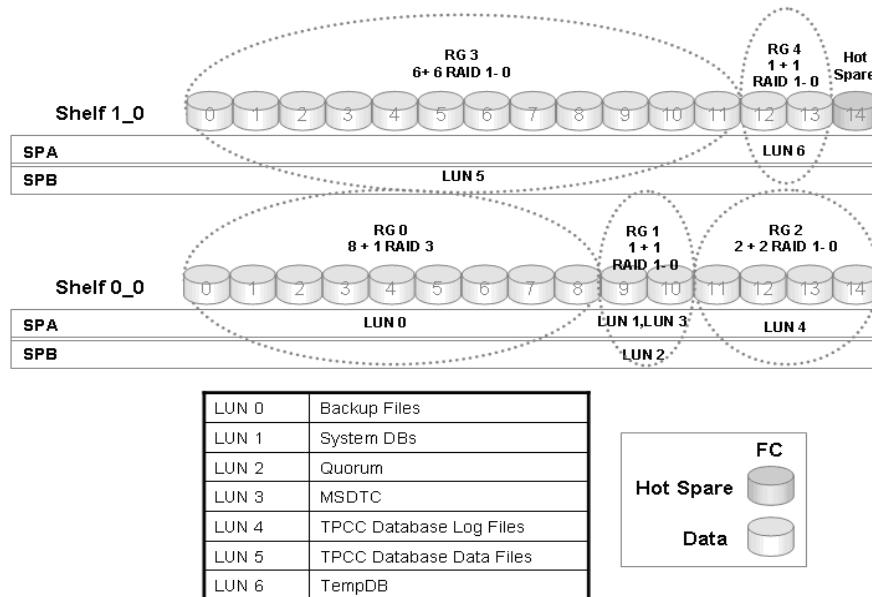 RG 3
6+ 6 RAID 1- 0
RG 4
1 + 1
RAID 1- 0
Hot
Spare
Shelf 1_0
0 1 2 3 4 5 6 7 8 9 10 11 12 13 14
SPA
LUN 6
SPB
LUN 5
RG 0
8 + 1 RAID 3
RG 1
1 + 1
RAID 1- 0
RG 2
2 + 2 RAID 1- 0
Shelf 0_0
0 1 2 3 4 5 6 7 8 9 10 11 12 13 14
SPA
LUN 0
LUN 1,LUN 3
LUN 4
SPB
LUN 2
LUN 0 Backup Files
LUN 1 System DBs
LUN 2 Quorum
LUN 3 MSDTC
LUN 4 TPCC Database Log Files
LUN 5 TPCC Database Data Files
LUN 6 TempDB
FC
Hot Spare
Data